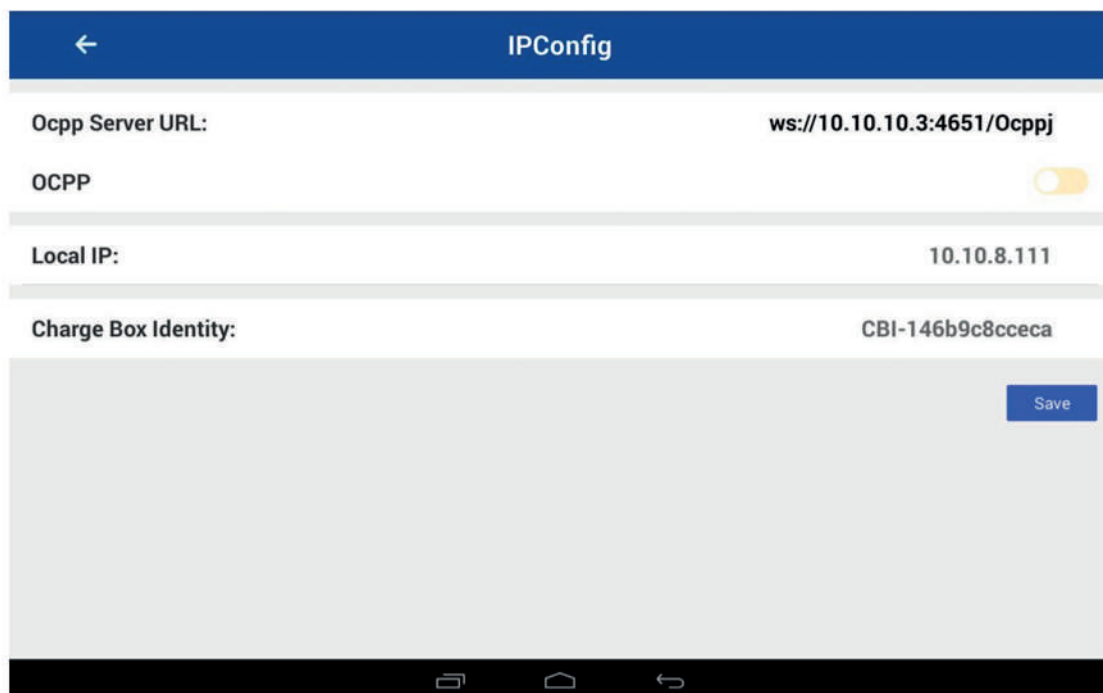 IPConfig
Ocpp Server URL: ws://10.10.10.3:4651/Ocppj
OCPP
Local IP: 10.10.8.111
Charge Box Identity: CBI-146b9c8cceca
Save